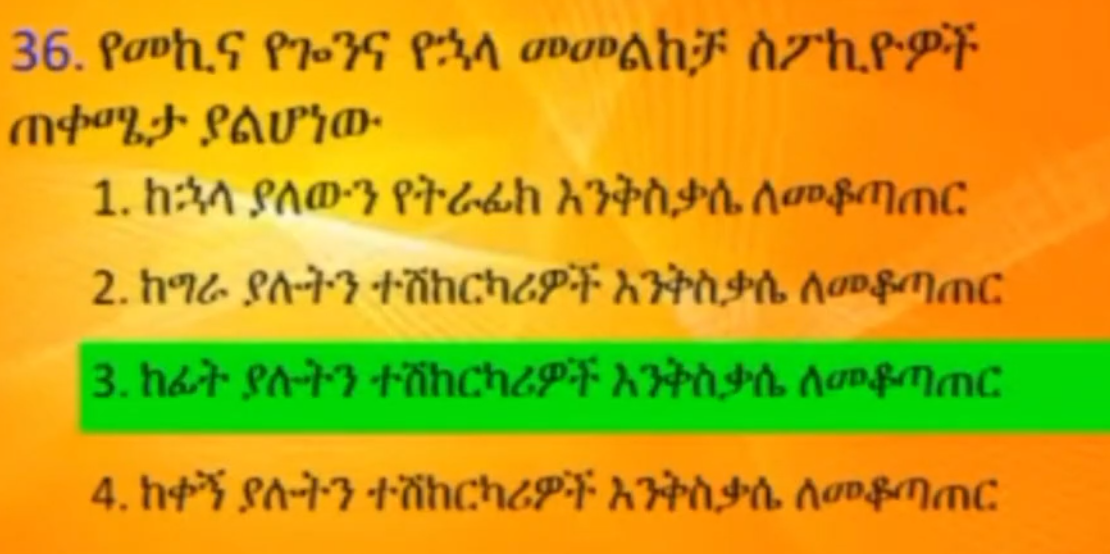 36. የመኪና የጐንና የኋላ መመልከቻ ስፖኪዮዎች
ጠቀሜታ ያልሆነው
1. ከኋላ ያለውን የትራፊክ እንቅስቃሴ ለመቆጣጠር
2. ከግራ ያሉትን ተሽከርካሪዎች እንቅስቃሴ ለመቆጣጠር
3. ከፊት ያሉትን ተሽከርካሪዎች እንቅስቃሴ ለመቆጣጠር
4. ከቀኝ ያሉትን ተሽከርካሪዎች እንቅስቃሴ ለመቆጣጠር